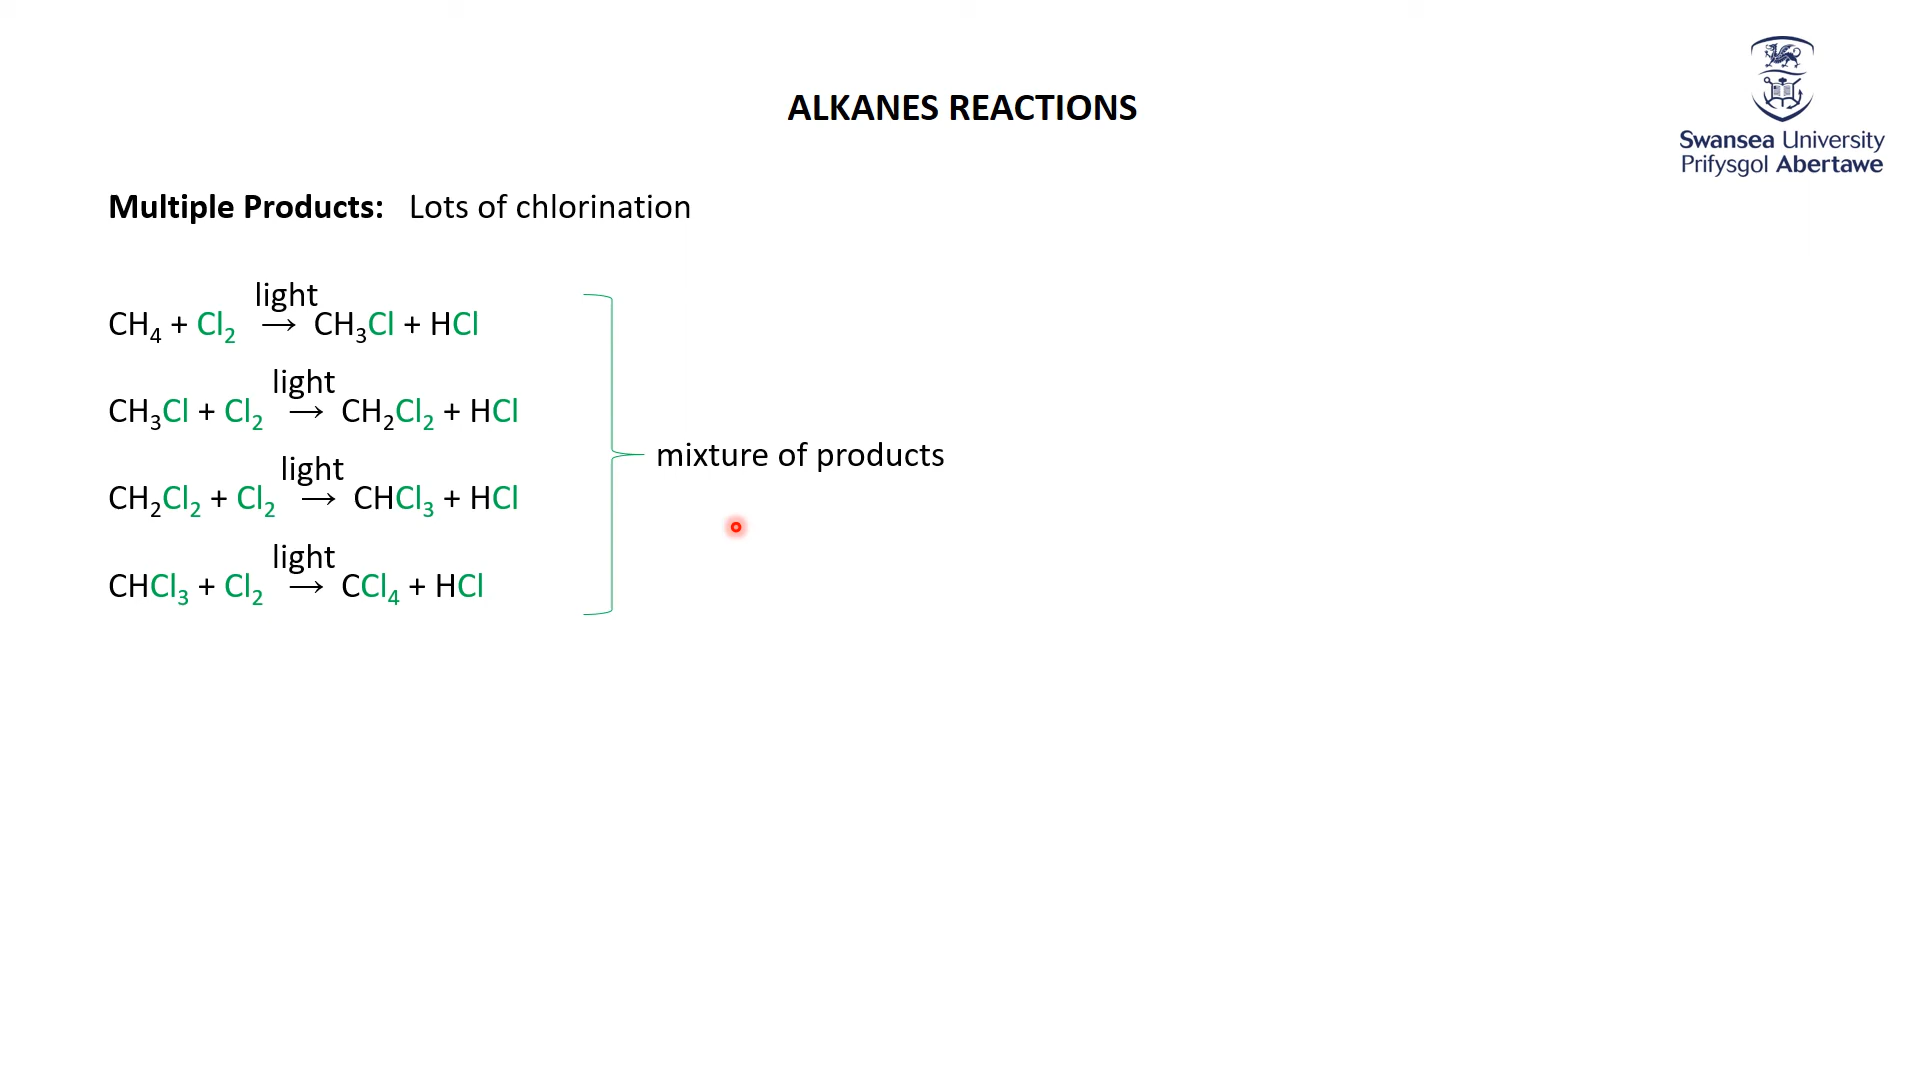 ALKANES REACTIONS
Swansea University
Prifysgol Abertawe
Multiple Products: Lots of chlorination
light
CH₄ + Cl₂ → CH₃Cl + HCl
light
CH₃Cl + Cl₂ → CH₂Cl₂ + HCl
light
CH₂Cl₂ + Cl₂ → CHCl₃ + HCl
light
CHCl₃ + Cl₂ → CCl₄ + HCl
mixture of products